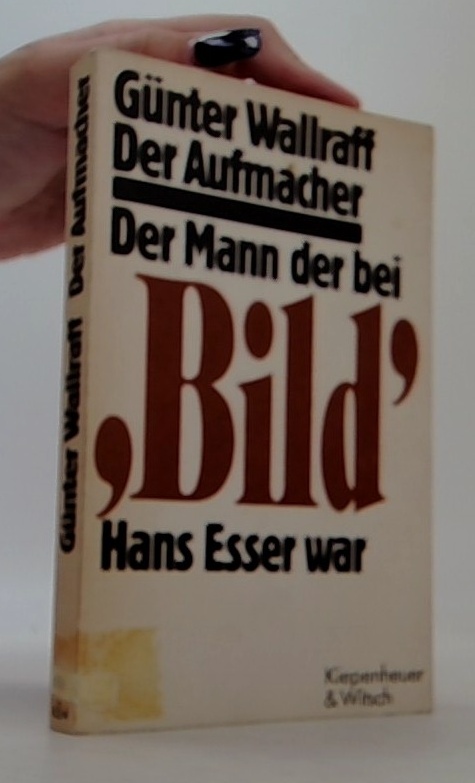 Günter Wallraff
Der Aufmacher
Der Mann der bei
‚Bild‘
Hans Esser war
Kiepenheuer
& Witsch
Günter Wallraff Der Aufmacher